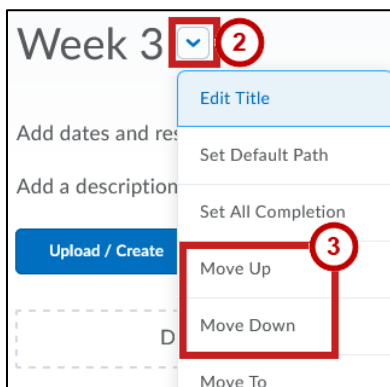 Week 3
2
Edit Title
Add dates and res
Set Default Path
Add a description
Set All Completion
Upload / Create
3
Move Up
D
Move Down
Move To